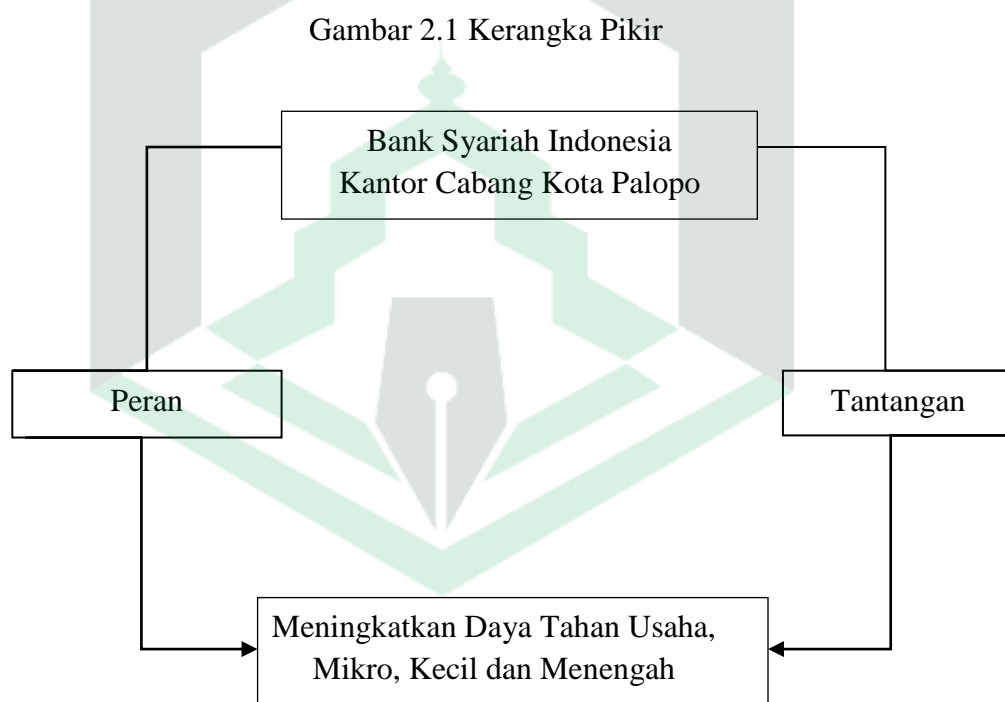 Gambar 2.1 Kerangka Pikir
Bank Syariah Indonesia
Kantor Cabang Kota Palopo
Peran
Tantangan
Meningkatkan Daya Tahan Usaha,
Mikro, Kecil dan Menengah